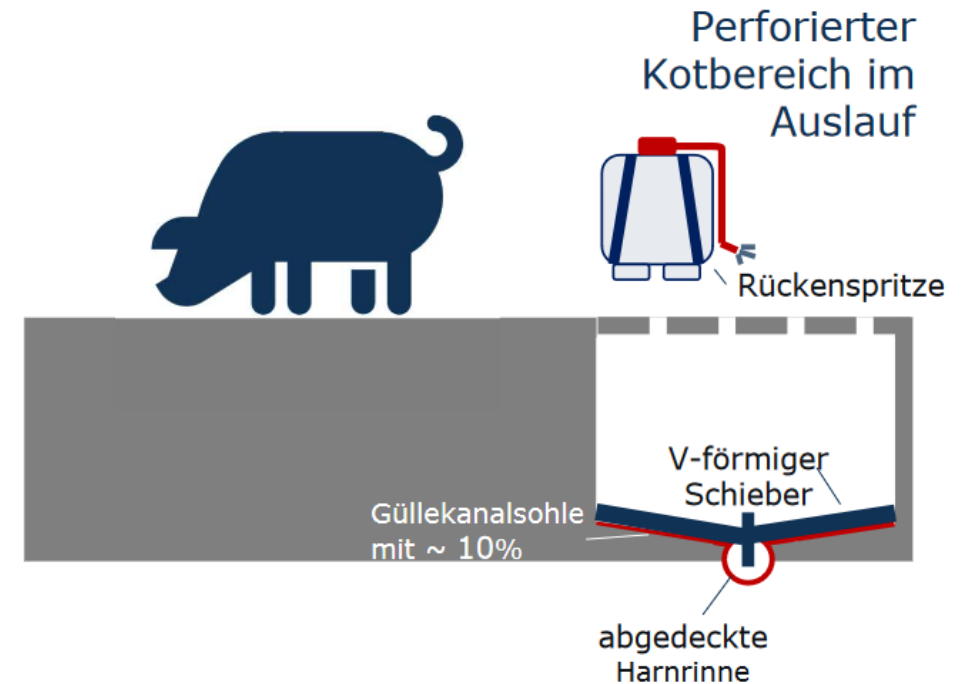 Perforierter
Kotbereich im
Auslauf
Rückenspritze
V-förmiger
Schieber
Güllekanalsohle
mit ~ 10%
abgedeckte
Harnrinne